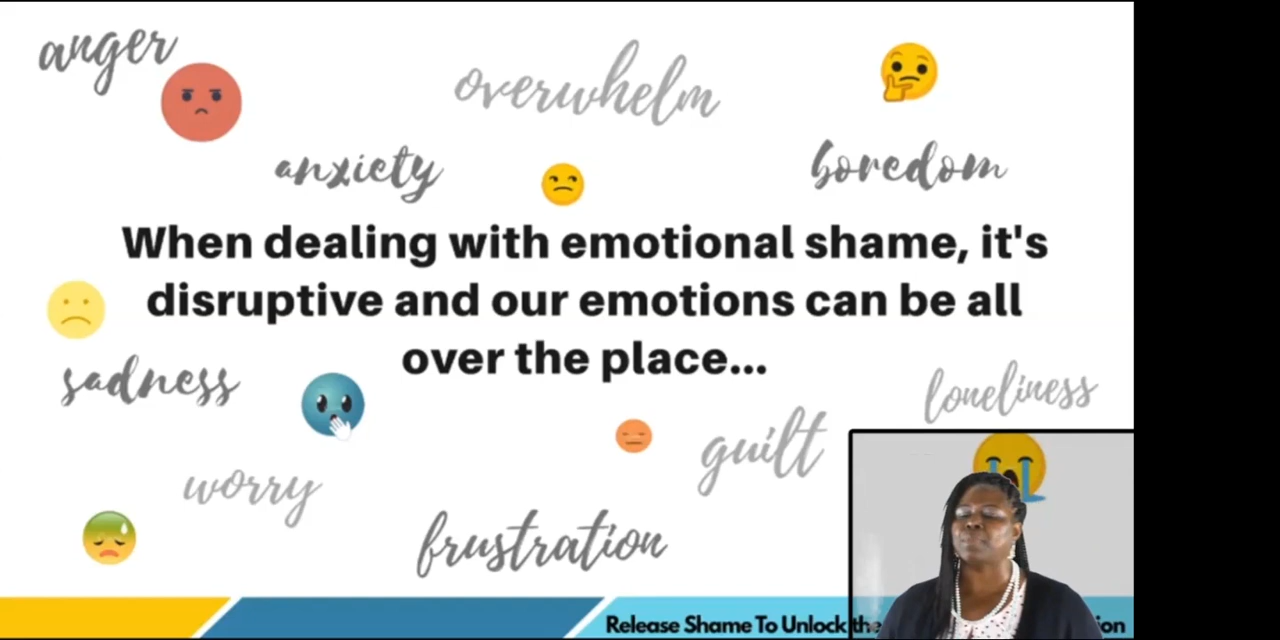 anger
overwhelm
anxiety
boredom
When dealing with emotional shame, it's
disruptive and our emotions can be all
over the place...
sadness
loneliness
guilt
worry
frustration
Release Shame To Unlock the